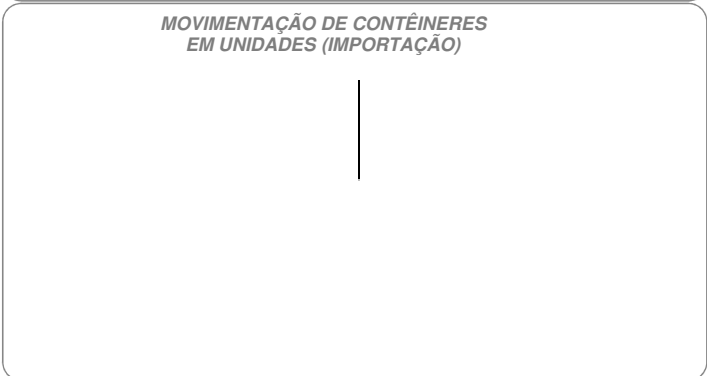 MOVIMENTAÇÃO DE CONTÊINERES
EM UNIDADES (IMPORTAÇÃO)